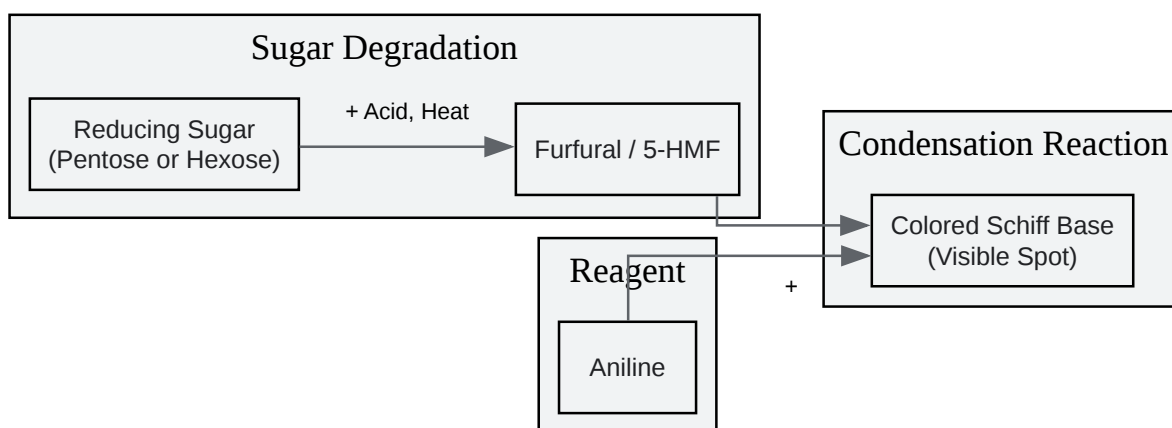 Sugar Degradation
Reducing Sugar
(Pentose or Hexose)
+ Acid, Heat
Furfural / 5-HMF
Condensation Reaction
Colored Schiff Base
(Visible Spot)
Reagent
+
Aniline